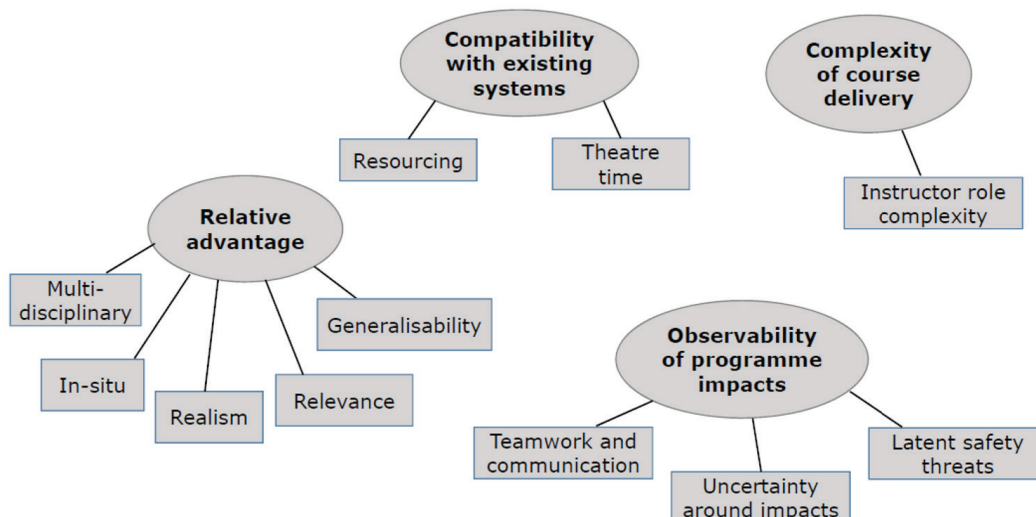 Compatibility
with existing
systems
Resourcing
Theatre
time
Complexity
of course
delivery
Instructor role
complexity
Relative
advantage
Multi-
disciplinary
In-situ
Realism
Relevance
Generalisability
Observability
of programme
impacts
Teamwork and
communication
Uncertainty
around impacts
Latent safety
threats